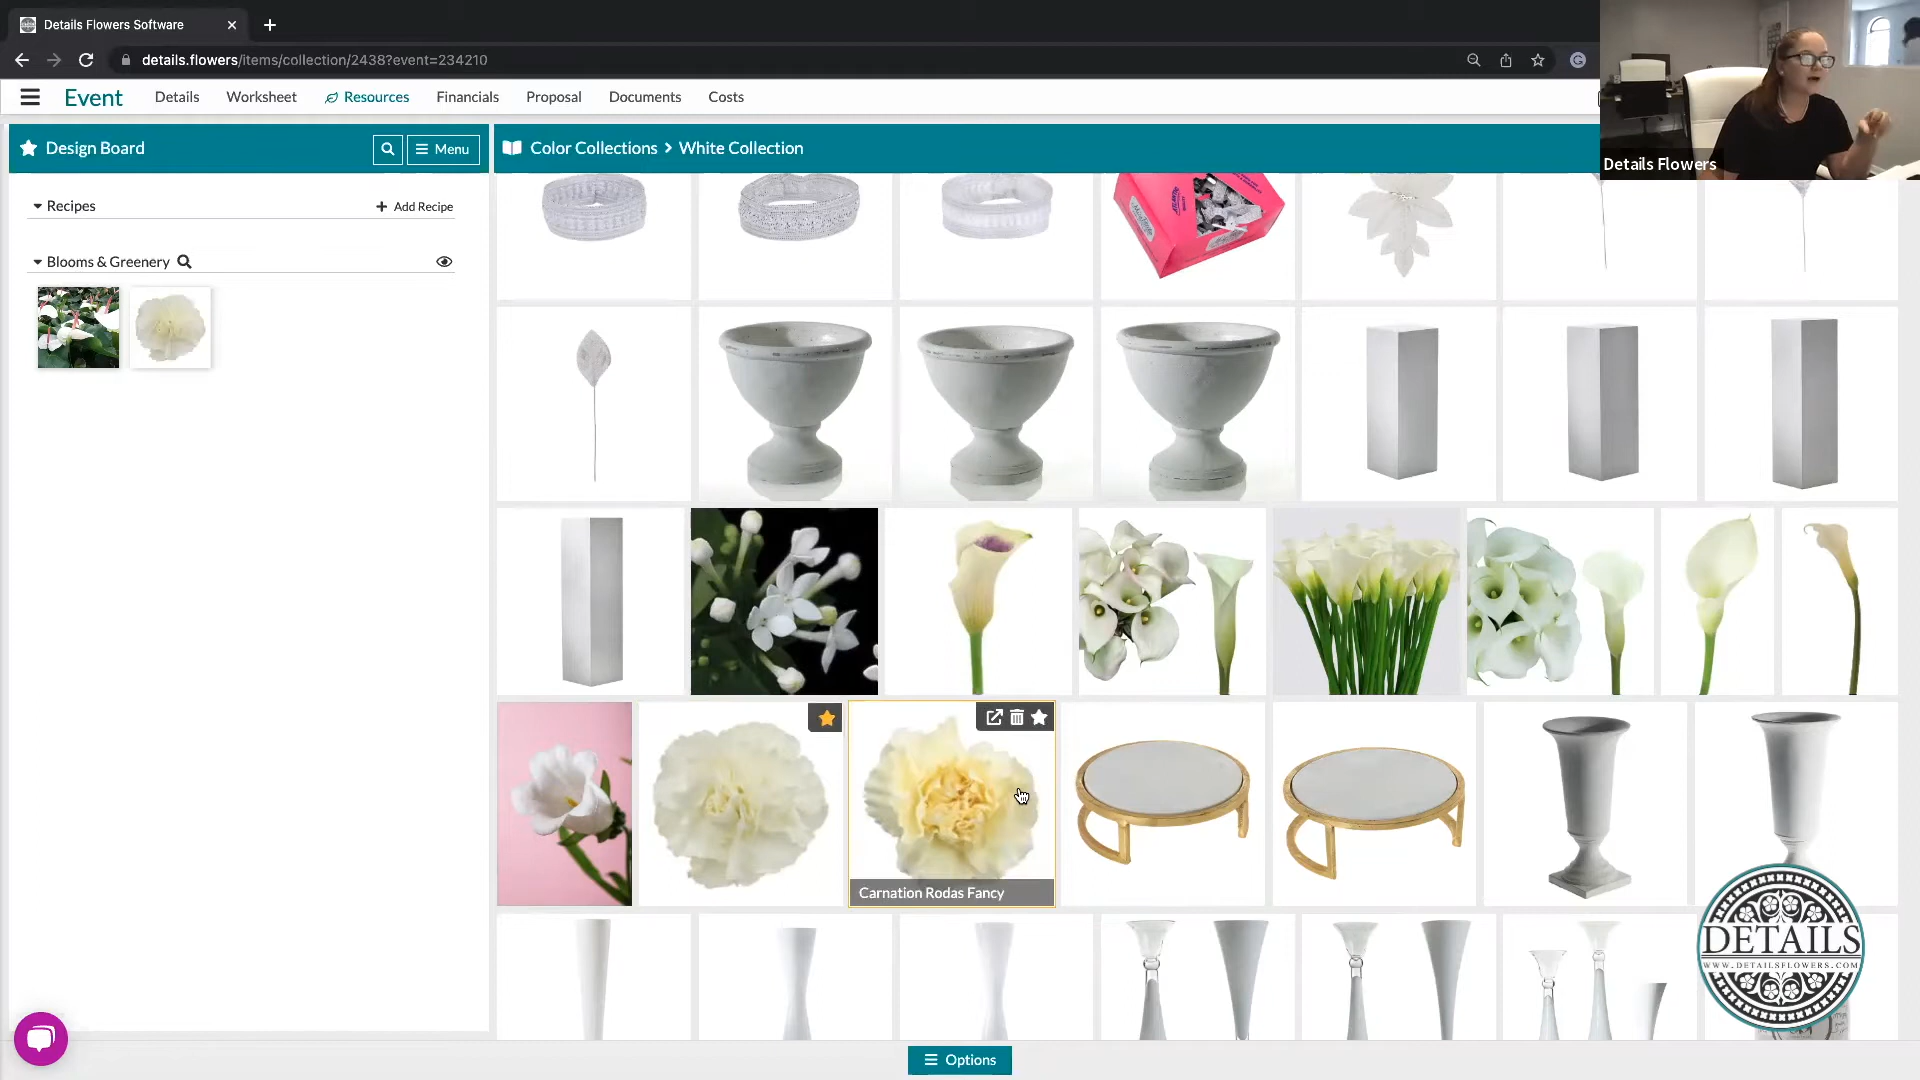 Details Flowers Software
details.flowers/items/collection/2438?event=234210
Event
Details
Worksheet
Resources
Financials
Proposal
Documents
Costs
Details Flowers
Design Board
Menu
Color Collections > White Collection
Recipes
+ Add Recipe
Blooms & Greenery
Carnation Rodas Fancy
DETAILS
WWW.DETAILSFLOWERS.COM
Options